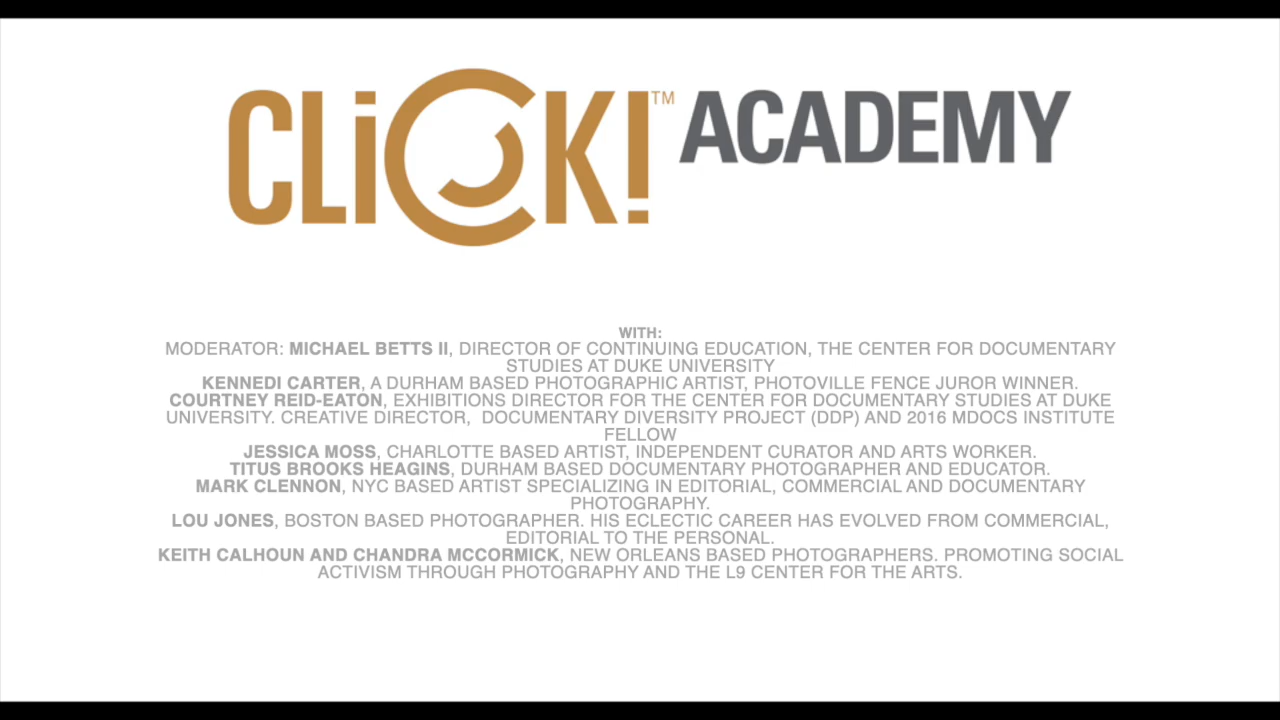 CLiCK!™ ACADEMY
WITH:
MODERATOR: MICHAEL BETTS II, DIRECTOR OF CONTINUING EDUCATION, THE CENTER FOR DOCUMENTARY
STUDIES AT DUKE UNIVERSITY
KENNEDI CARTER, A DURHAM BASED PHOTOGRAPHIC ARTIST, PHOTOVILLE FENCE JUROR WINNER.
COURTNEY REID-EATON, EXHIBITIONS DIRECTOR FOR THE CENTER FOR DOCUMENTARY STUDIES AT DUKE
UNIVERSITY. CREATIVE DIRECTOR, DOCUMENTARY DIVERSITY PROJECT (DDP) AND 2016 MDOCS INSTITUTE
FELLOW
JESSICA MOSS, CHARLOTTE BASED ARTIST, INDEPENDENT CURATOR AND ARTS WORKER.
TITUS BROOKS HEAGINS, DURHAM BASED DOCUMENTARY PHOTOGRAPHER AND EDUCATOR.
MARK CLENNON, NYC BASED ARTIST SPECIALIZING IN EDITORIAL, COMMERCIAL AND DOCUMENTARY
PHOTOGRAPHY.
LOU JONES, BOSTON BASED PHOTOGRAPHER. HIS ECLECTIC CAREER HAS EVOLVED FROM COMMERCIAL,
EDITORIAL TO THE PERSONAL.
KEITH CALHOUN AND CHANDRA MCCORMICK, NEW ORLEANS BASED PHOTOGRAPHERS. PROMOTING SOCIAL
ACTIVISM THROUGH PHOTOGRAPHY AND THE L9 CENTER FOR THE ARTS.